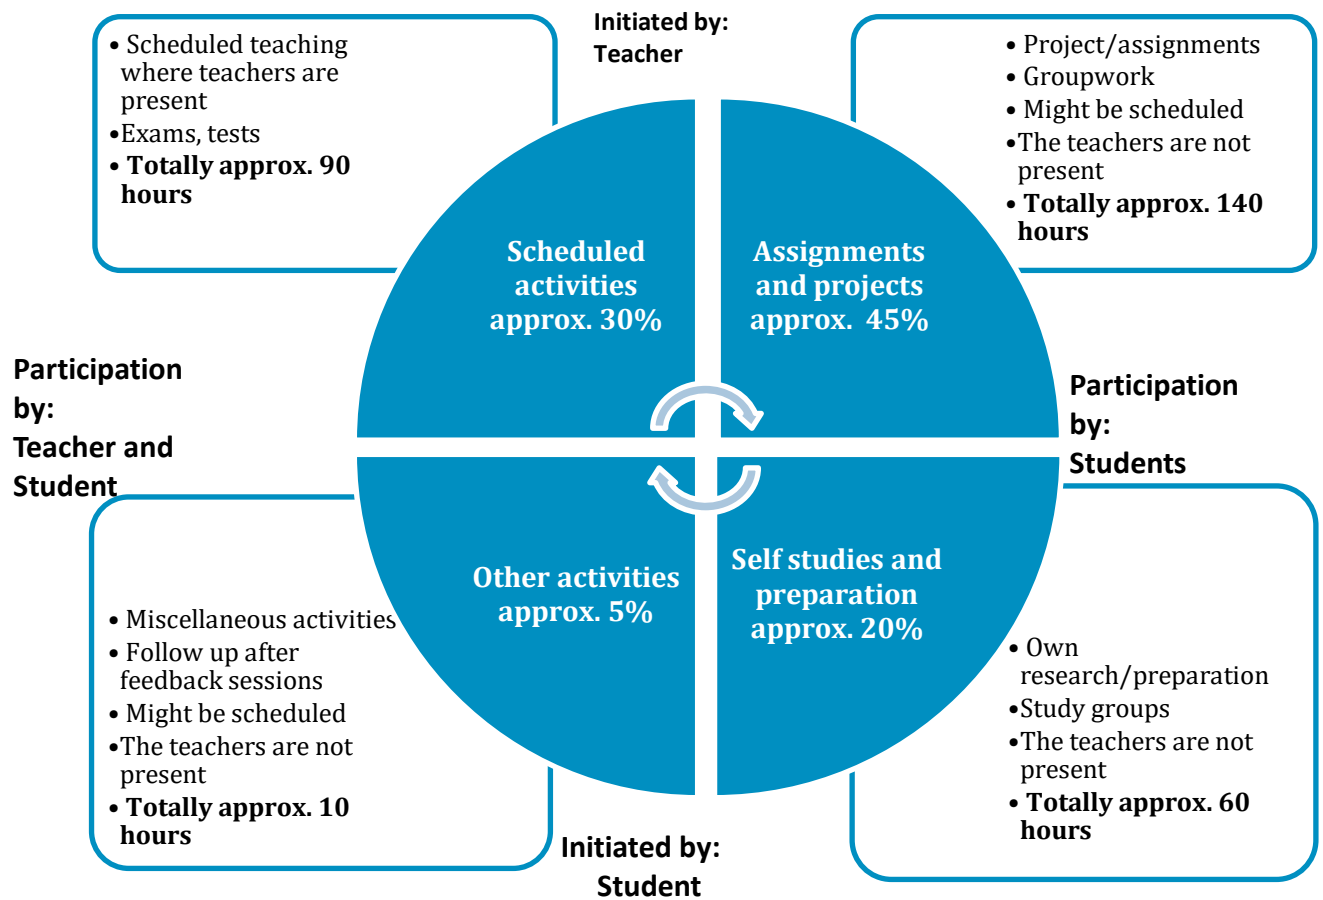 Initiated by:
Teacher
• Scheduled teaching
where teachers are
present
•Exams, tests
• Totally approx. 90
hours
• Project/assignments
• Groupwork
• Might be scheduled
•The teachers are not
present
• Totally approx. 140
hours
Scheduled
activities
approx. 30%
Assignments
and projects
approx. 45%
Participation
by:
Teacher and
Student
Participation
by:
Students
Other activities
approx. 5%
Self studies and
preparation
approx. 20%
• Miscellaneous activities
• Follow up after
feedback sessions
• Might be scheduled
•The teachers are not
present
• Totally approx. 10
hours
• Own
research/preparation
•Study groups
•The teachers are not
present
• Totally approx. 60
hours
Initiated by:
Student